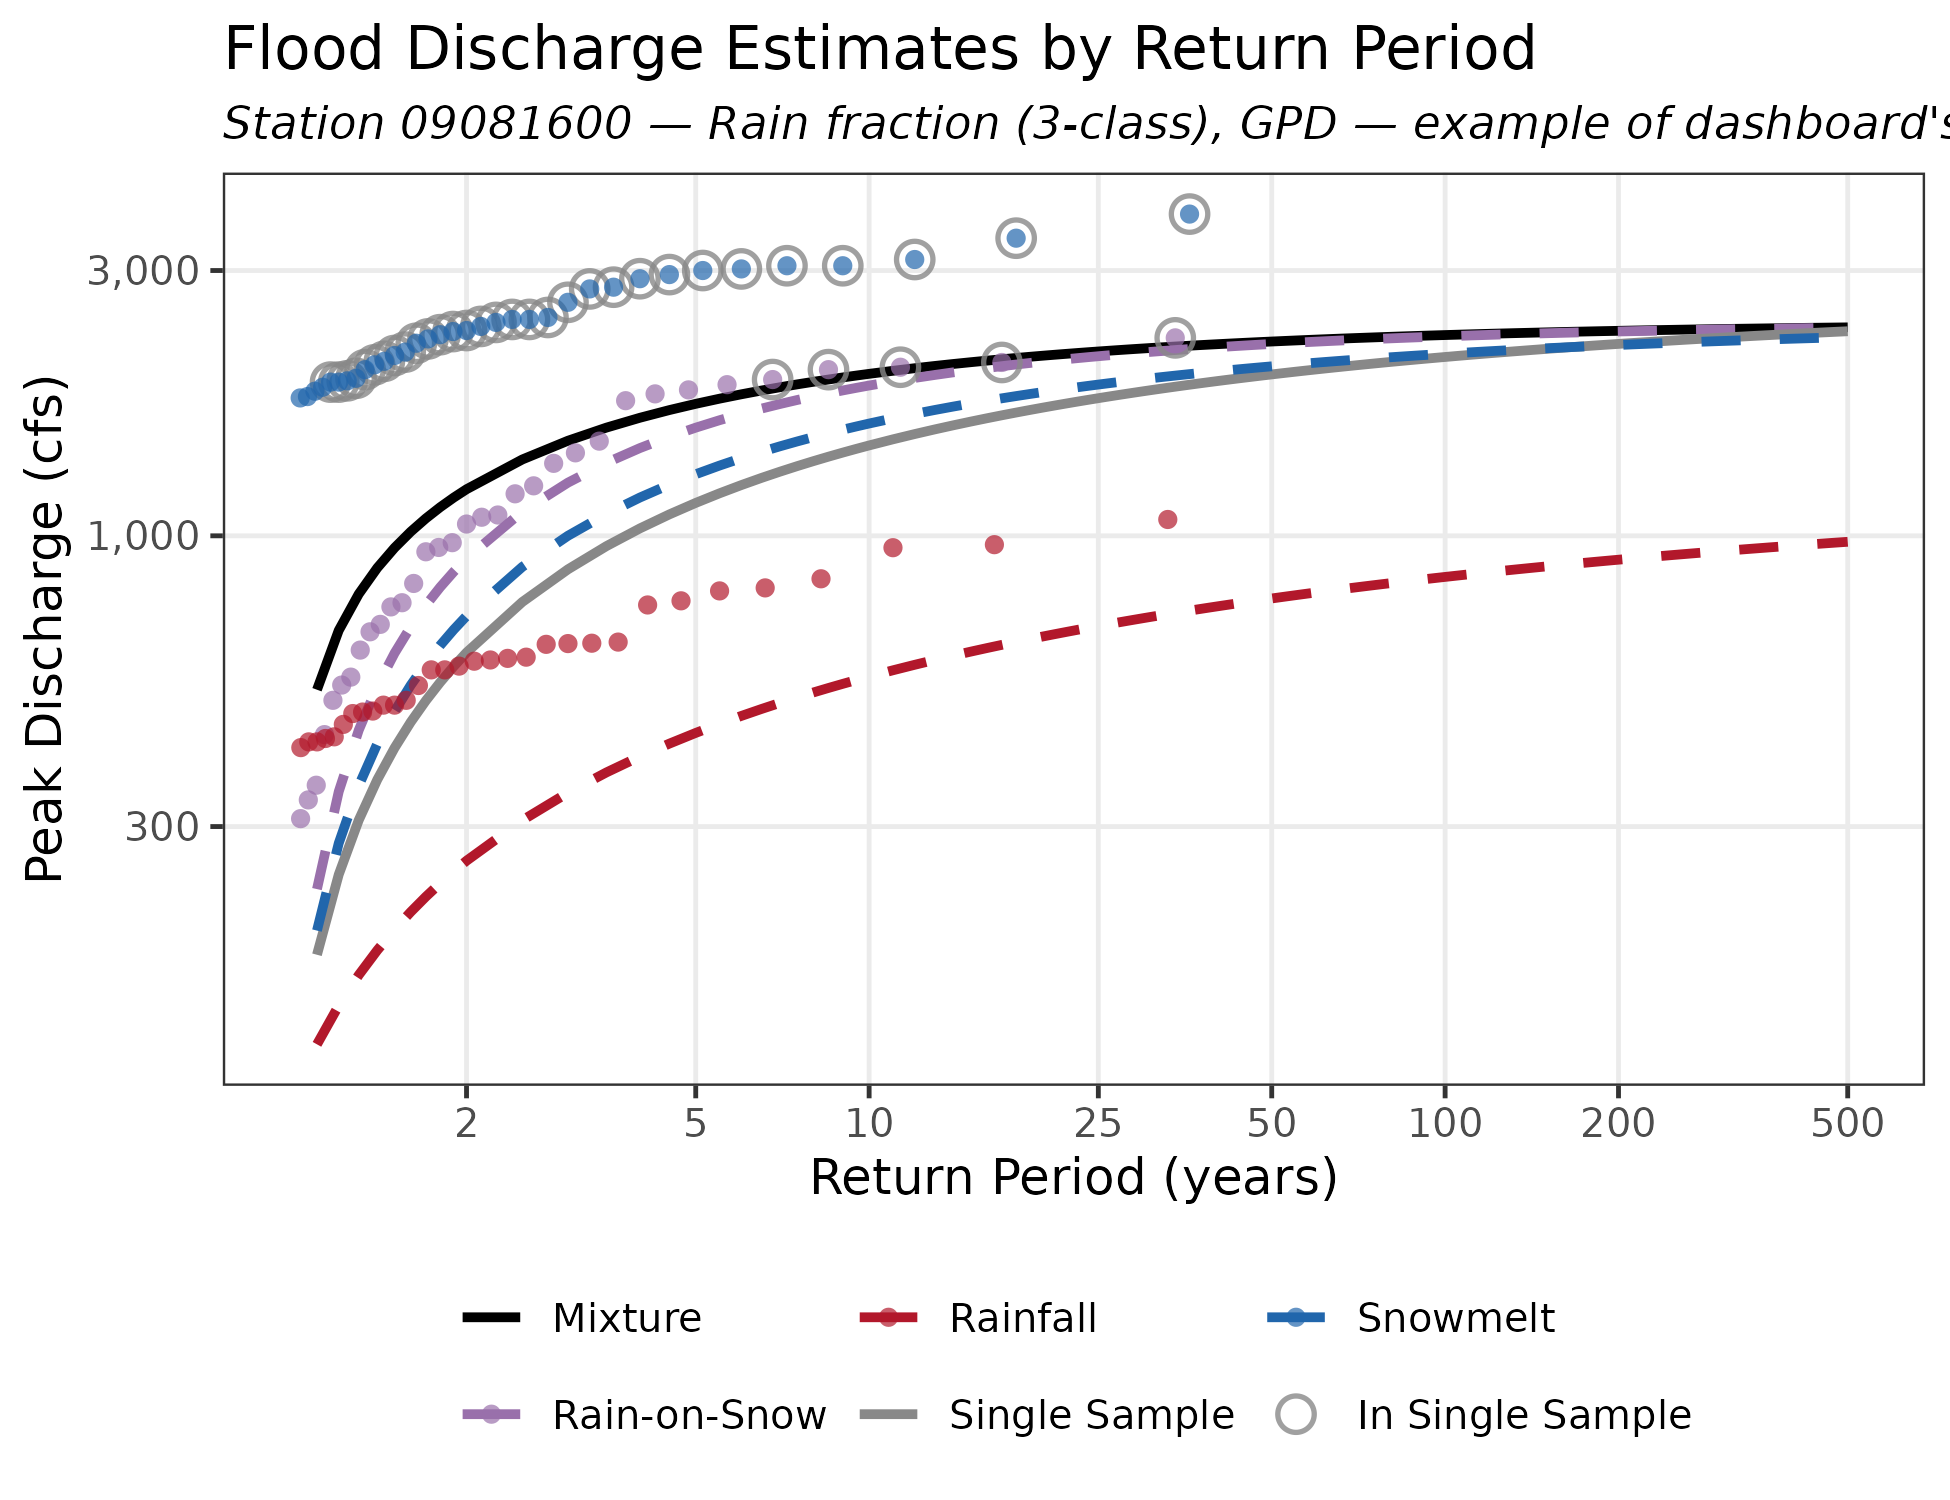 Flood Discharge Estimates by Return Period
Station 09081600 — Rain fraction (3-class), GPD — example of dashboard's
Peak Discharge (cfs)
3,000
1,000
300
2 5 10 25 50 100 200 500
Return Period (years)
Mixture Rainfall Snowmelt
Rain-on-Snow Single Sample In Single Sample